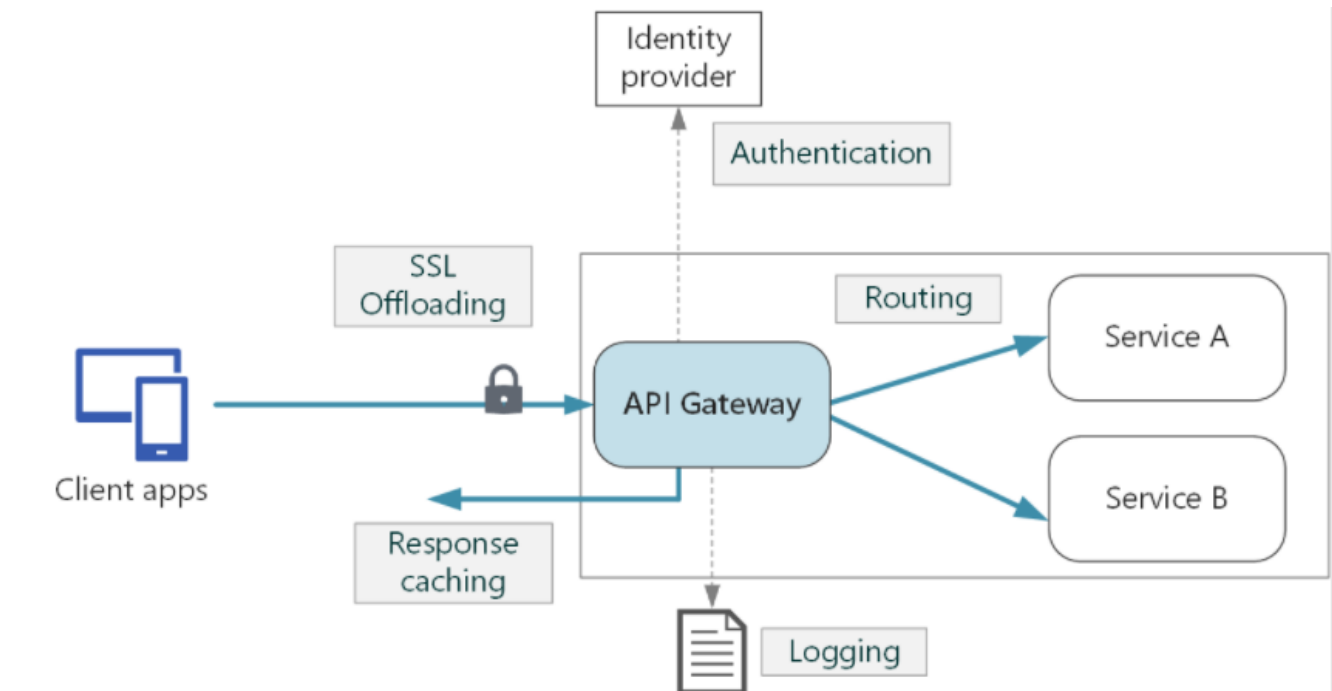 Identity
provider
Authentication
SSL
Offloading
Routing
Service A
API Gateway
Client apps
Service B
Response
caching
Logging